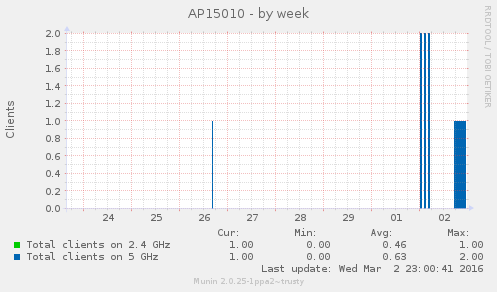 AP15010 - by week
RRDTOOL / TOBI OETIKER
Clients
2.0
1.8
1.6
1.4
1.2
1.0
0.8
0.6
0.4
0.2
0.0
24 25 26 27 28 29 01 02
Cur: Min: Avg: Max:
Total clients on 2.4 GHz 1.00 0.00 0.46 1.00
Total clients on 5 GHz 1.00 0.00 0.63 2.00
Last update: Wed Mar 2 23:00:41 2016
Munin 2.0.25-1ppa2~trusty